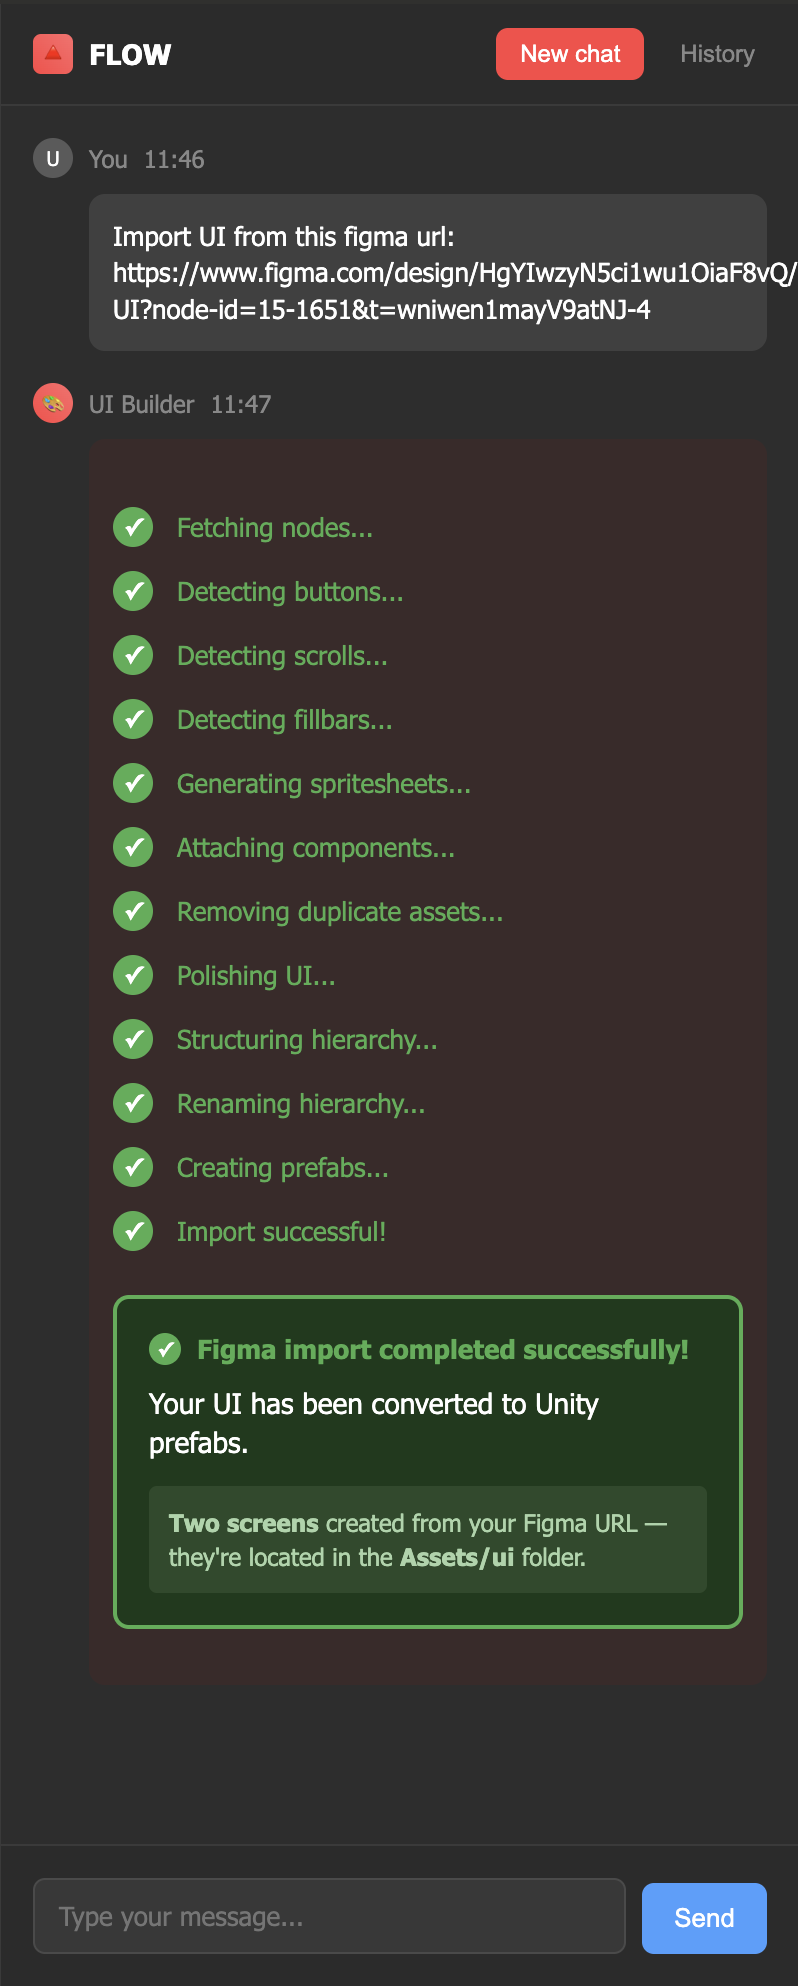 FLOW
New chat
History
U
You 11:46
Import UI from this figma url:
https://www.figma.com/design/HgYIwzyN5ci1wu1OiaF8vQ/
UI?node-id=15-1651&t=wniwen1mayV9atNJ-4
UI Builder 11:47
Fetching nodes...
Detecting buttons...
Detecting scrolls...
Detecting fillbars...
Generating spritesheets...
Attaching components...
Removing duplicate assets...
Polishing UI...
Structuring hierarchy...
Renaming hierarchy...
Creating prefabs...
Import successful!
Figma import completed successfully!
Your UI has been converted to Unity
prefabs.
Two screens created from your Figma URL —
they're located in the Assets/ui folder.
Type your message...
Send